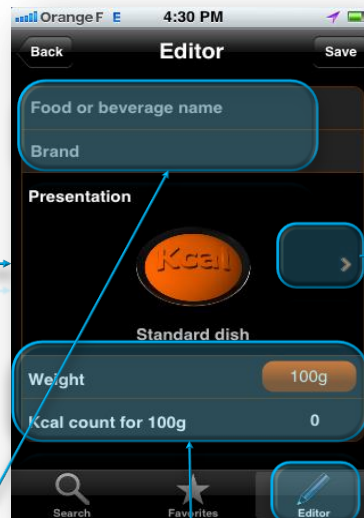 Orange F E 4:30 PM
Back Editor Save
Food or beverage name
Brand
Presentation
Kcal
Standard dish
Weight 100g
Kcal count for 100g 0
Search Favorites Editor